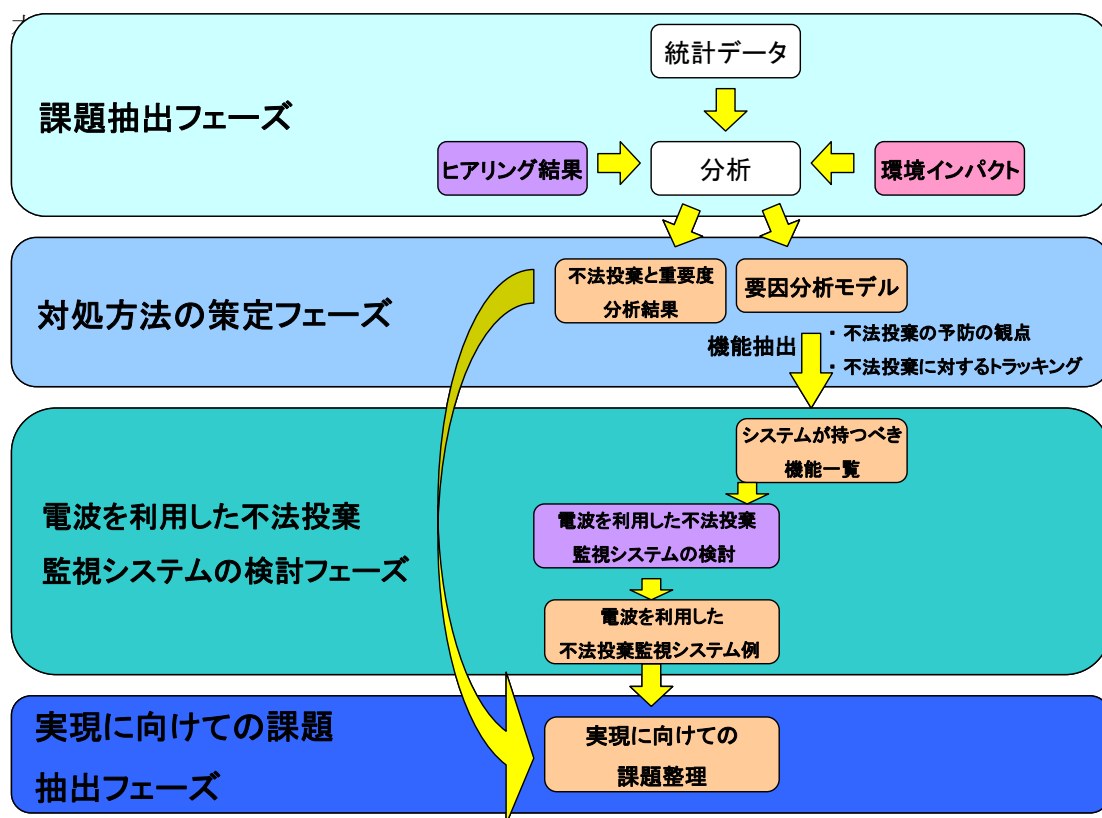 統計データ
課題抽出フェーズ
ヒアリング結果
分析
環境インパクト
対処方法の策定フェーズ
不法投棄と重要度
分析結果
要因分析モデル
機能抽出
・不法投棄の予防の観点
・不法投棄に対するトラッキング
システムが持つべき
機能一覧
電波を利用した不法投棄
監視システムの検討フェーズ
電波を利用した不法投棄
監視システムの検討
電波を利用した
不法投棄監視システム例
実現に向けての課題
抽出フェーズ
実現に向けての
課題整理